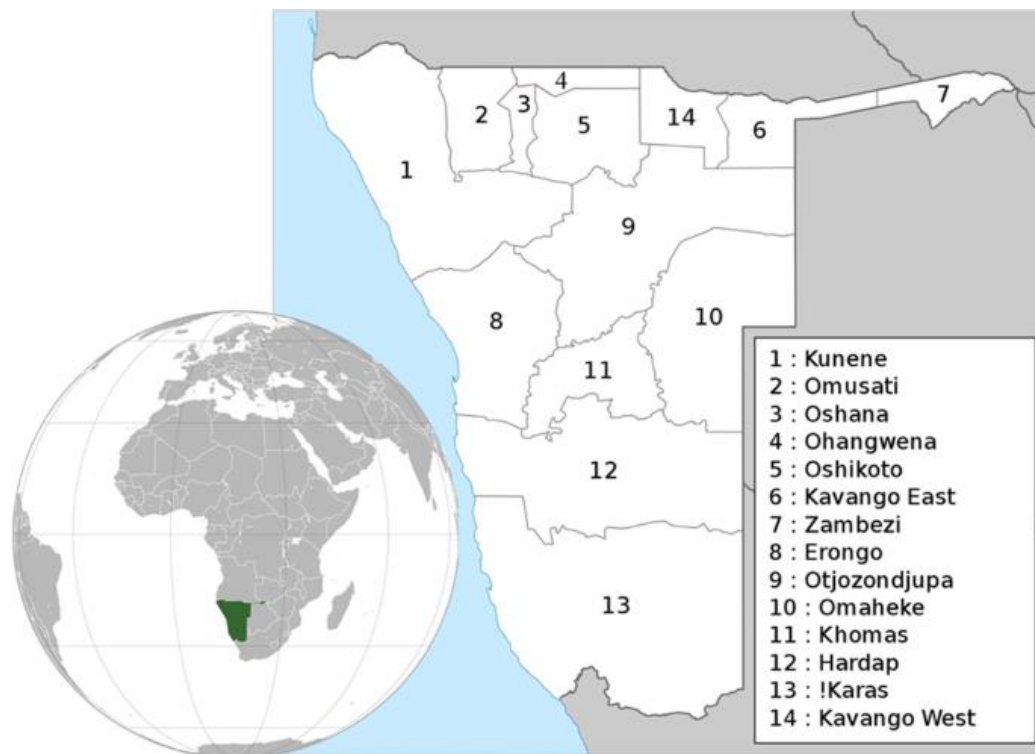 4
7
3
2
14
5
6
1
9
8
10
11
12
13
1 : Kunene
2 : Omusati
3 : Oshana
4 : Ohangwena
5 : Oshikoto
6 : Kavango East
7 : Zambezi
8 : Erongo
9 : Otjozondjupa
10 : Omaheke
11 : Khomas
12 : Hardap
13 : !Karas
14 : Kavango West